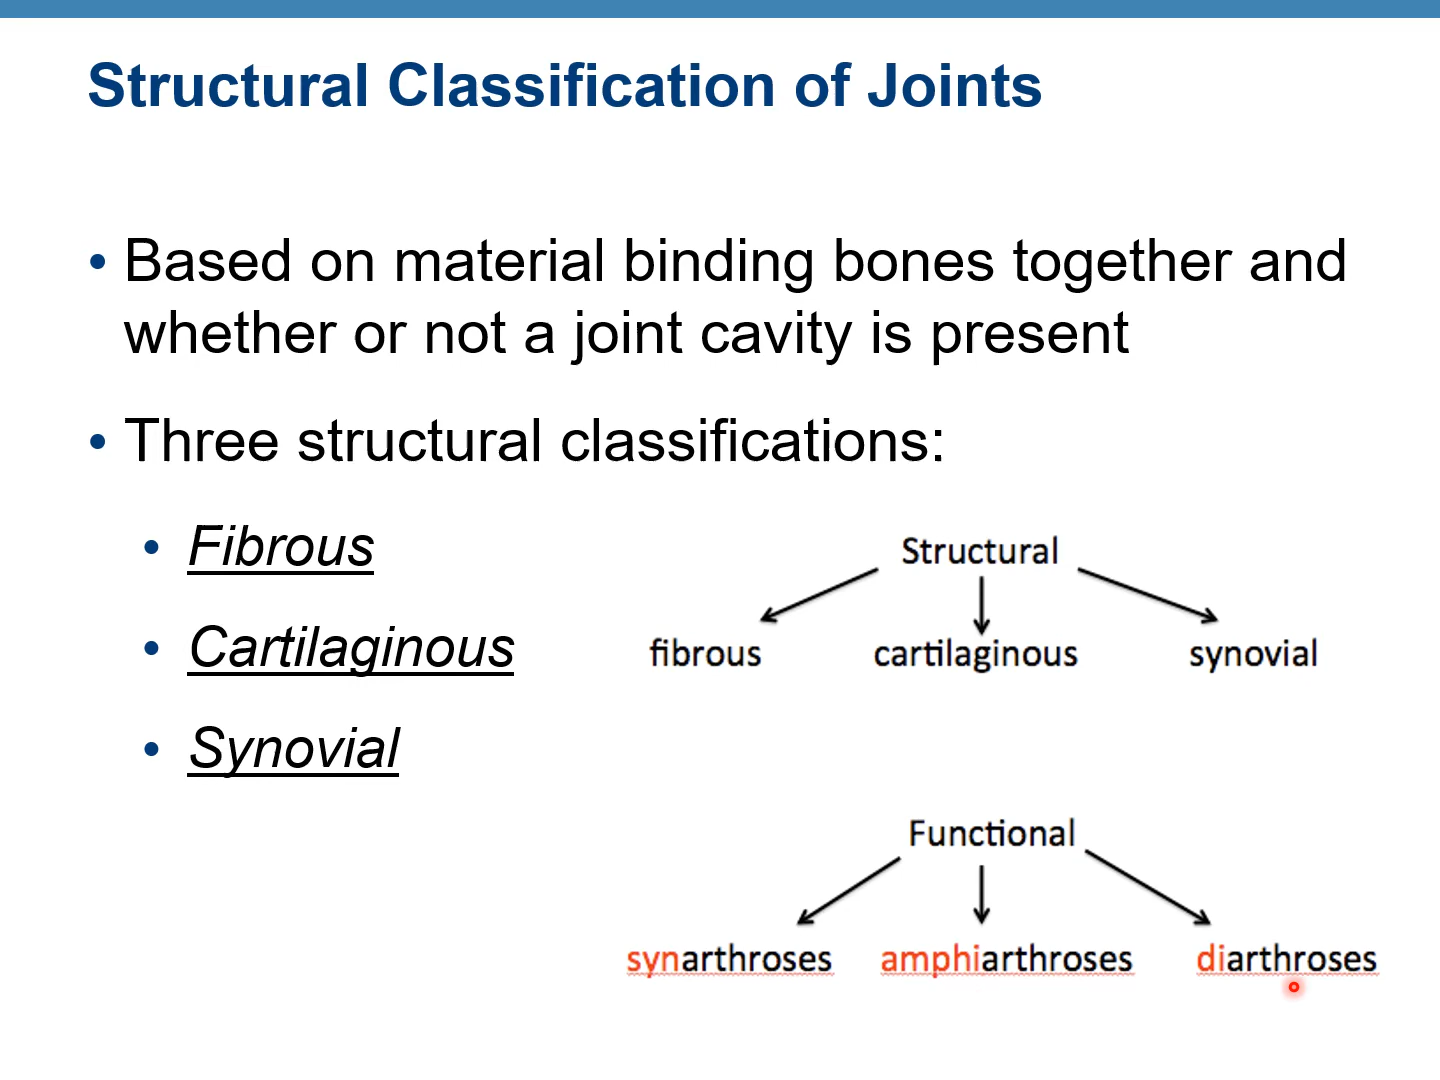 Structural Classification of Joints
• Based on material binding bones together and
whether or not a joint cavity is present
• Three structural classifications:
• Fibrous
• Cartilaginous
• Synovial
Structural
fibrous cartilaginous synovial
Functional
synarthroses amphiarthroses diarthroses